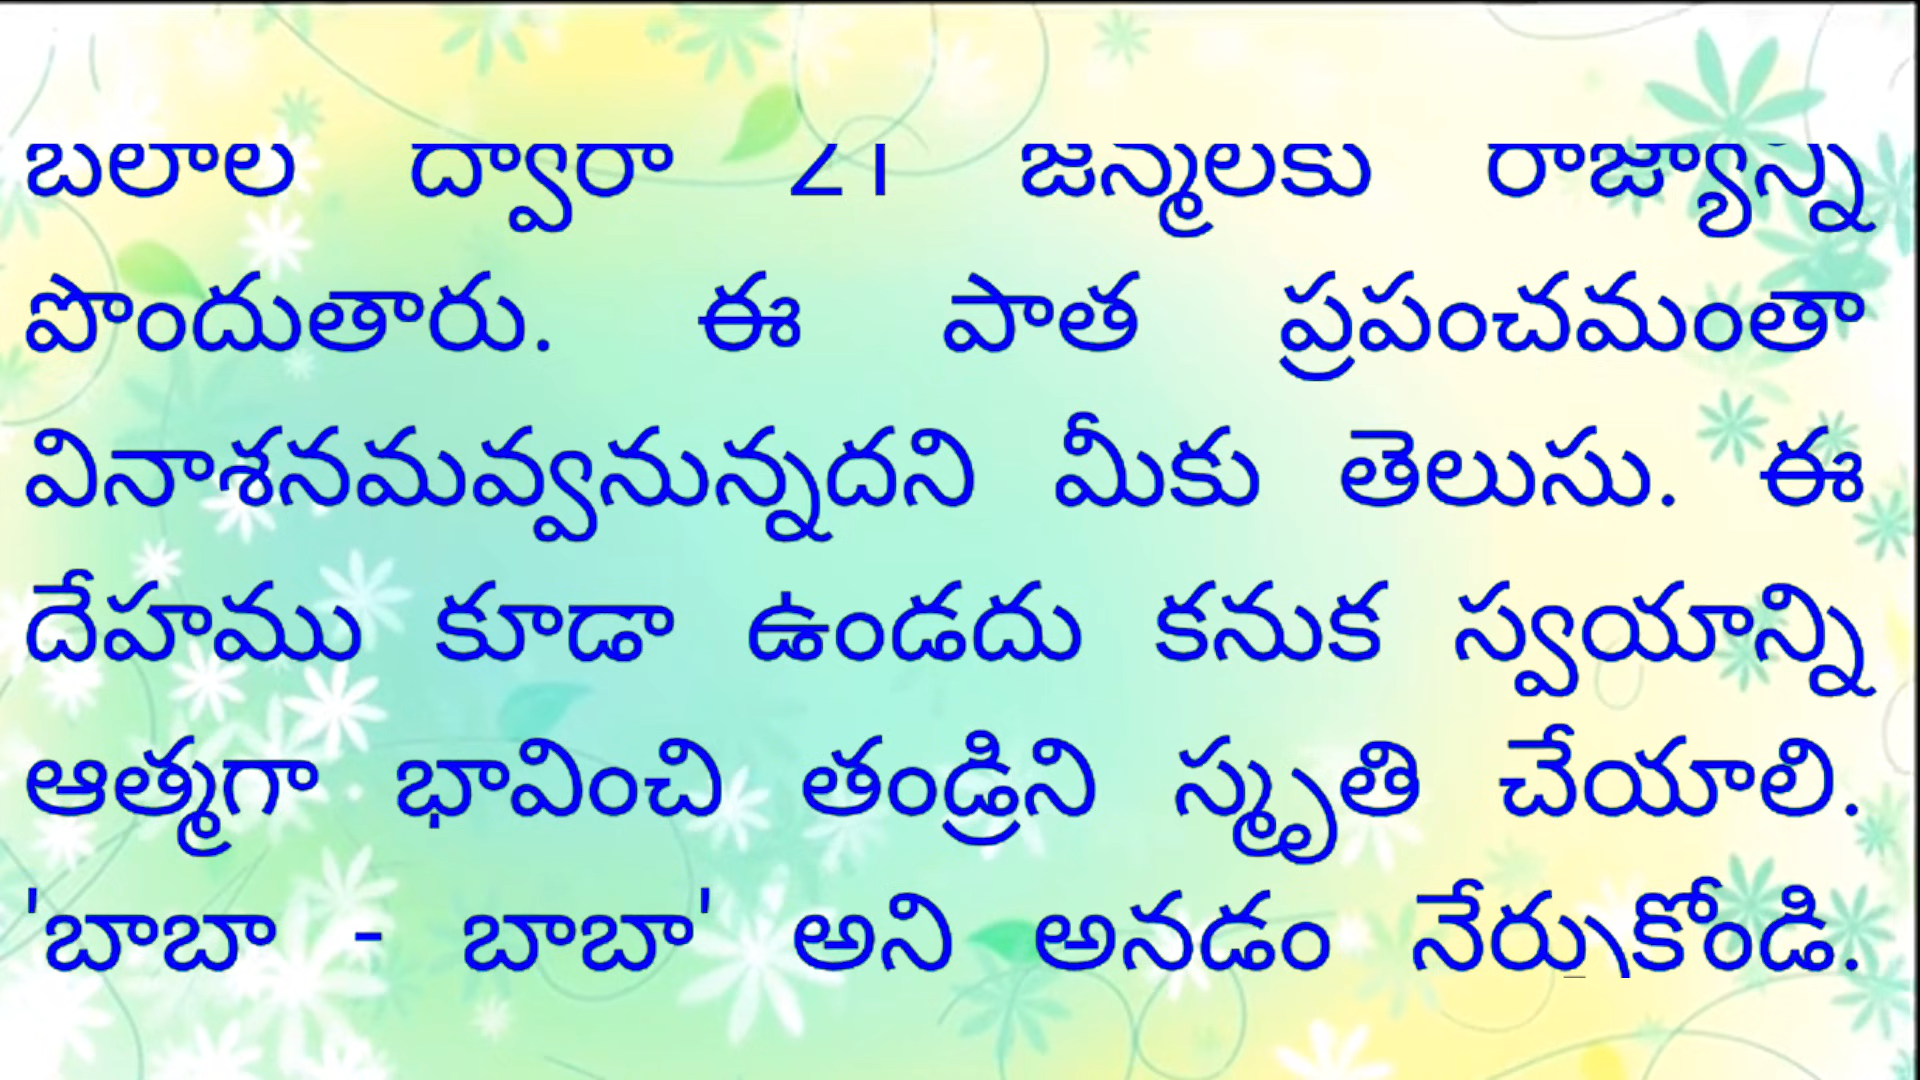 బలాల ద్వారా 21 జన్మలకు రాజ్యాన్ని
పొందుతారు. ఈ పాత ప్రపంచమంతా
వినాశనమవ్వనున్నదని మీకు తెలుసు. ఈ
దేహము కూడా ఉండదు కనుక స్వయాన్ని
ఆత్మగా భావించి తండ్రిని స్మృతి చేయాలి.
'బాబా - బాబా' అని అనడం నేర్చుకోండి.